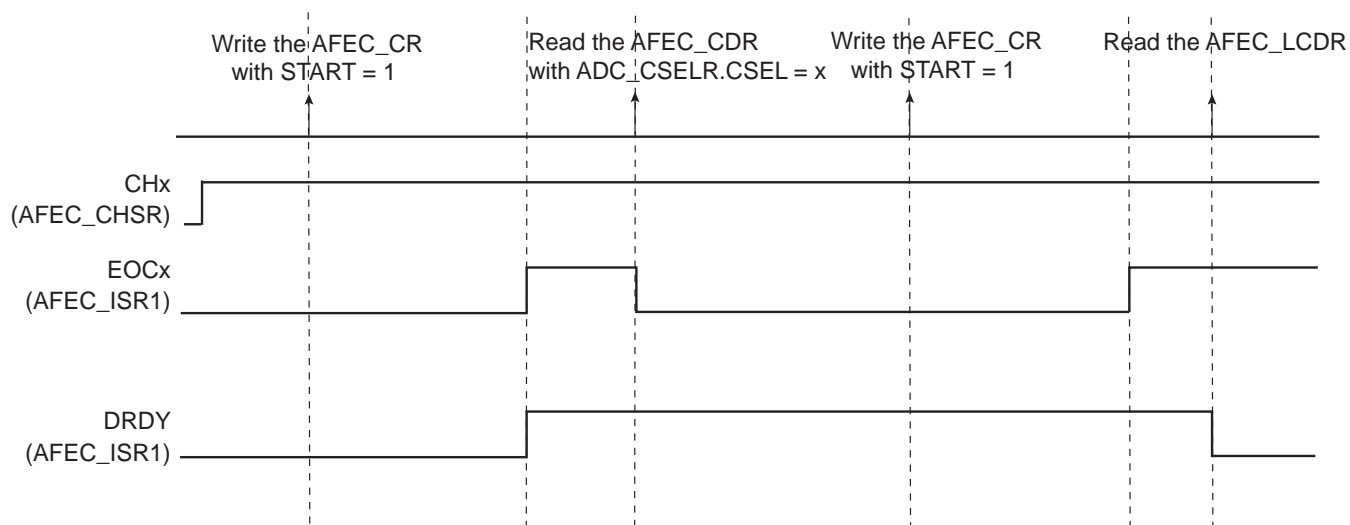 Write the AFEC_CR
with START = 1
Read the AFEC_CDR
with ADC_CSELR.CSEL = x
Write the AFEC_CR
with START = 1
Read the AFEC_LCDR
CHx
(AFEC_CHSR)
EOCx
(AFEC_ISR1)
DRDY
(AFEC_ISR1)